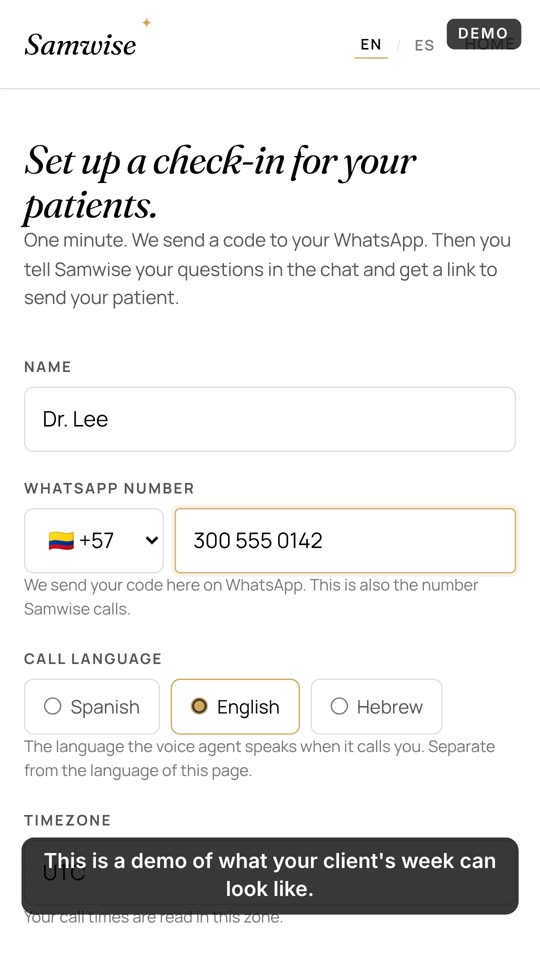 Samwise
EN / ES HOME
DEMO
Set up a check-in for your
patients.
One minute. We send a code to your WhatsApp. Then you
tell Samwise your questions in the chat and get a link to
send your patient.
NAME
Dr. Lee
WHATSAPP NUMBER
🇨🇴 +57 300 555 0142
We send your code here on WhatsApp. This is also the number
Samwise calls.
CALL LANGUAGE
Spanish English Hebrew
The language the voice agent speaks when it calls you. Separate
from the language of this page.
TIMEZONE
UTC
This is a demo of what your client's week can
look like.
Your call times are read in this zone.